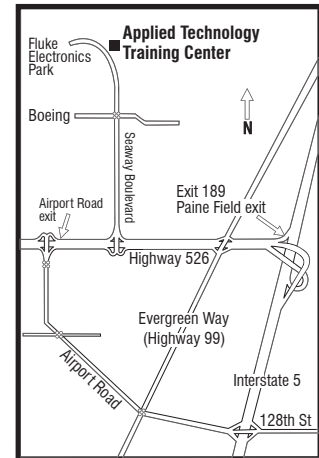 Fluke
Electronics
Park
Applied Technology
Training Center
Boeing
N
Seaway Boulevard
Airport Road
exit
Exit 189
Paine Field exit
Highway 526
Evergreen Way
(Highway 99)
Airport Road
Interstate 5
128th St